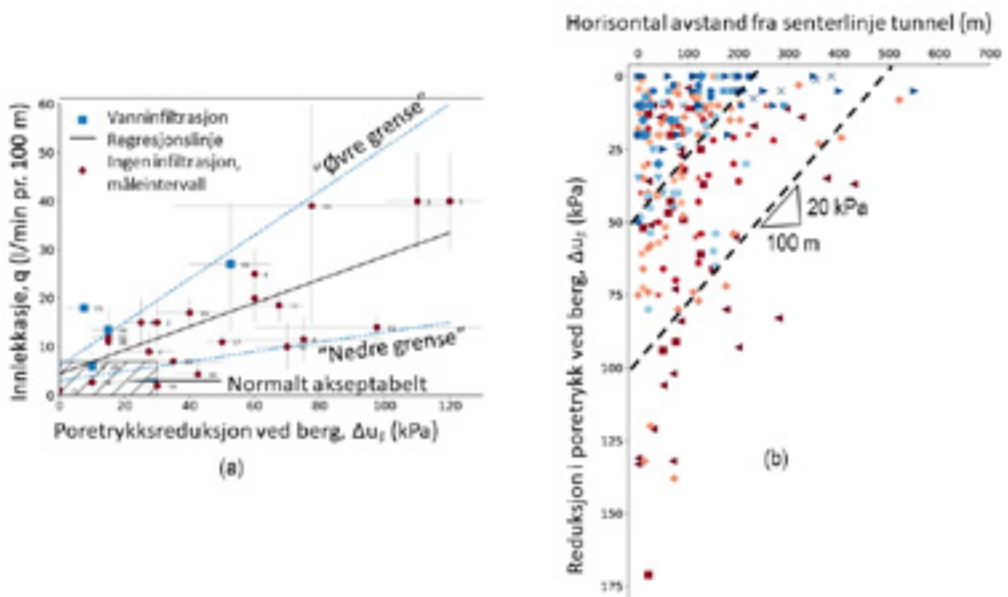 Horisontal avstand fra senterlinje tunnel (m)
0 100 200 300 400 500 600 700
60
50
40
30
20
10
0
Innlekkasje, q (l/min pr. 100 m)
Vanninfiltrasjon
Regresjonslinje
Ingen infiltrasjon,
måleintervall
"Øvre grense"
"Nedre grense"
Normalt akseptabelt
0 20 40 60 80 100 120
Poretrykksreduksjon ved berg, Δu_F (kPa)
(a)
0
25
50
75
100
125
150
175
Reduksjon i poretrykk ved berg, Δu_F (kPa)
20 kPa
100 m
(b)